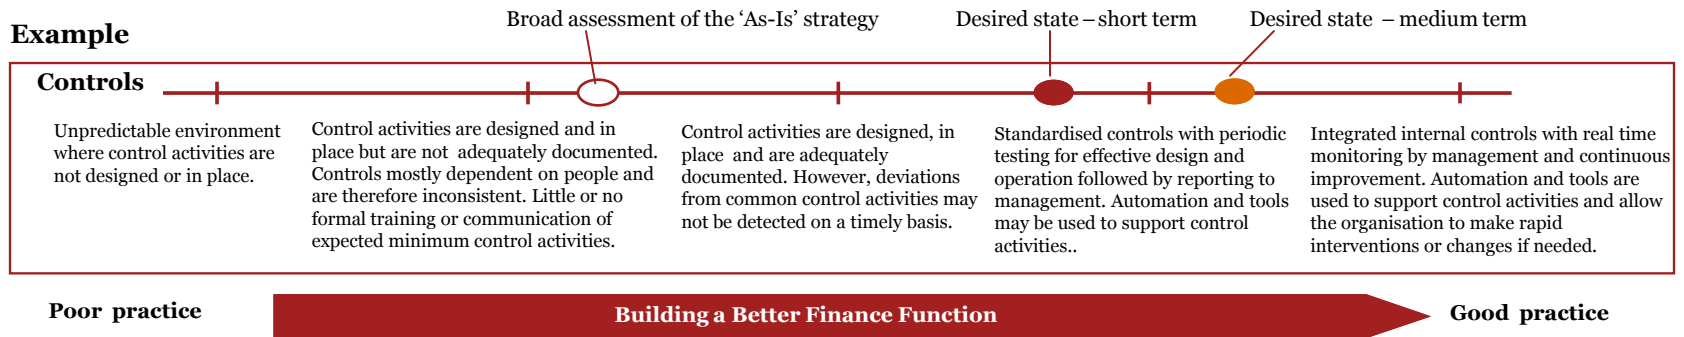 Broad assessment of the ‘As-Is’ strategy
Desired state – short term
Desired state – medium term
Example
Controls
Unpredictable environment
where control activities are
not designed or in place.
Control activities are designed and in
place but are not adequately documented.
Controls mostly dependent on people and
are therefore inconsistent. Little or no
formal training or communication of
expected minimum control activities.
Control activities are designed, in
place and are adequately
documented. However, deviations
from common control activities may
not be detected on a timely basis.
Standardised controls with periodic
testing for effective design and
operation followed by reporting to
management. Automation and tools
may be used to support control
activities..
Integrated internal controls with real time
monitoring by management and continuous
improvement. Automation and tools are
used to support control activities and allow
the organisation to make rapid
interventions or changes if needed.
Poor practice
Building a Better Finance Function
Good practice